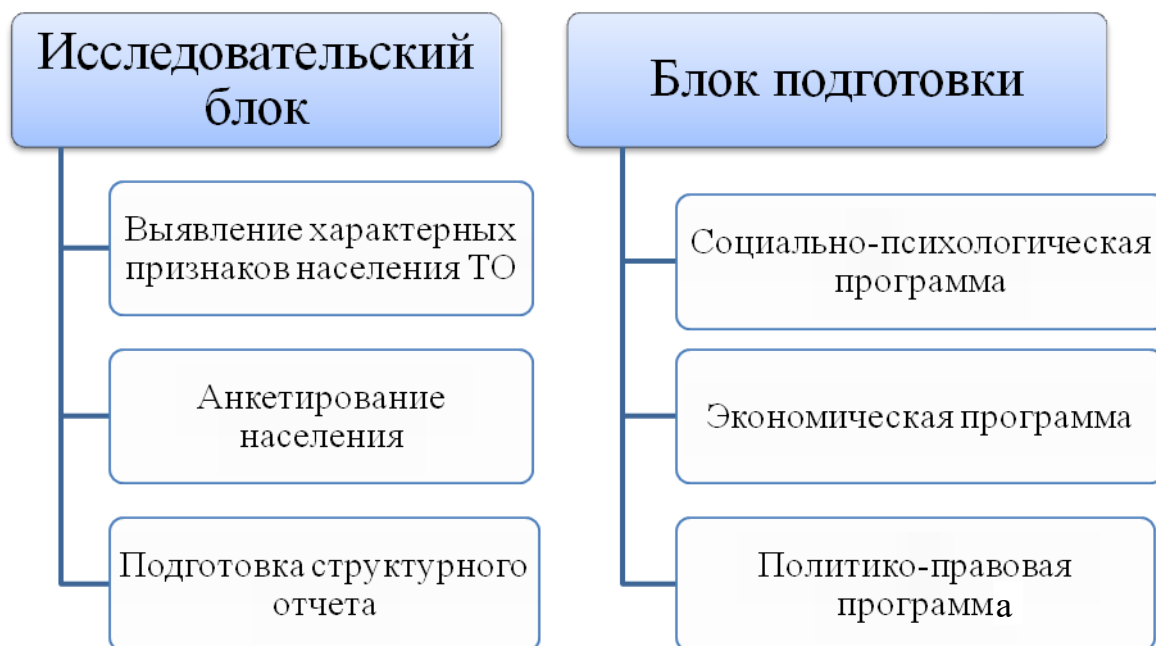 Исследовательский
блок
Выявление характерных
признаков населения ТО
Анкетирование
населения
Подготовка структурного
отчета
Блок подготовки
Социально-психологическая
программа
Экономическая программа
Политико-правовая
программа